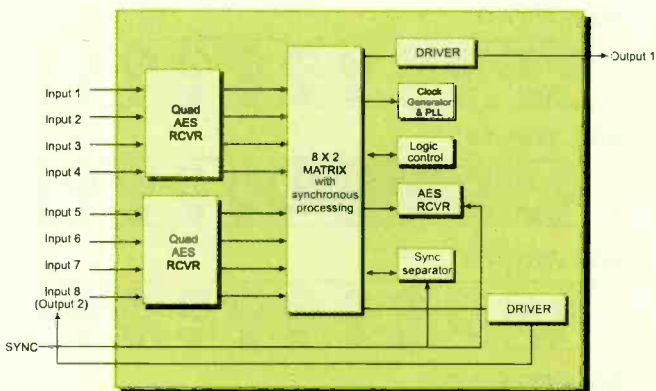 Input 1
Input 2
Input 3
Input 4
Input 5
Input 6
Input 7
Input 8
(Output 2)
SYNC
Quad
AES
RCVR
Quad
AES
RCVR
8 X 2
MATRIX
with
synchronous
processing
DRIVER
Output 1
Clock
Generator
& PLL
Logic
control
AES
RCVR
Sync
separator
DRIVER